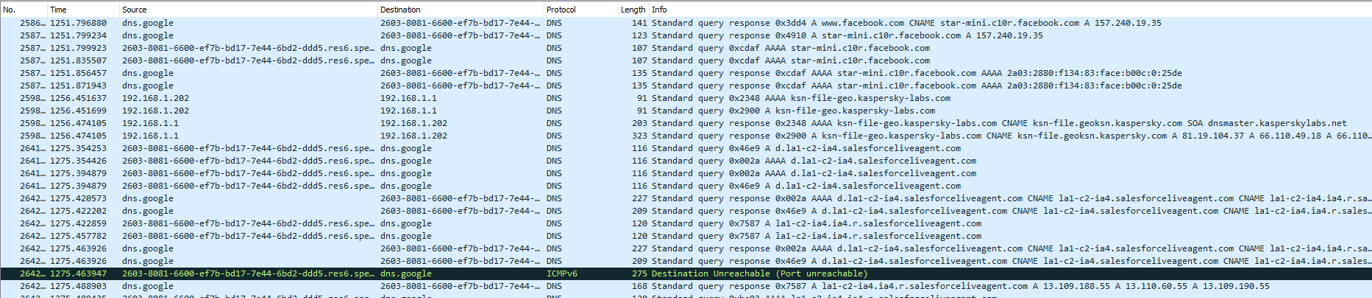 No. Time Source Destination Protocol Length Info
2586… 1251.796880 dns.google 2603-8081-6600-ef7b-bd17-7e44-… DNS 141 Standard query response 0x3dd4 A www.facebook.com CNAME star-mini.c10r.facebook.com A 157.240.19.35
2587… 1251.799234 dns.google 2603-8081-6600-ef7b-bd17-7e44-… DNS 123 Standard query response 0x4910 A star-mini.c10r.facebook.com A 157.240.19.35
2587… 1251.799923 2603-8081-6600-ef7b-bd17-7e44-6bd2-ddd5.res6.spe… dns.google DNS 107 Standard query 0xcdaf AAAA star-mini.c10r.facebook.com
2587… 1251.835507 2603-8081-6600-ef7b-bd17-7e44-6bd2-ddd5.res6.spe… dns.google DNS 107 Standard query 0xcdaf AAAA star-mini.c10r.facebook.com
2587… 1251.856457 dns.google 2603-8081-6600-ef7b-bd17-7e44-… DNS 135 Standard query response 0xcdaf AAAA star-mini.c10r.facebook.com AAAA 2a03:2880:f134:83:face:b00c:0:25de
2587… 1251.871943 dns.google 2603-8081-6600-ef7b-bd17-7e44-… DNS 135 Standard query response 0xcdaf AAAA star-mini.c10r.facebook.com AAAA 2a03:2880:f134:83:face:b00c:0:25de
2598… 1256.451637 192.168.1.202 192.168.1.1 DNS 91 Standard query 0x2348 AAAA ksn-file-geo.kaspersky-labs.com
2598… 1256.451699 192.168.1.202 192.168.1.1 DNS 91 Standard query 0x2900 A ksn-file-geo.kaspersky-labs.com
2598… 1256.474105 192.168.1.1 192.168.1.202 DNS 203 Standard query response 0x2348 AAAA ksn-file-geo.kaspersky-labs.com CNAME ksn-file.geoksn.kaspersky.com SOA dnsmaster.kasperskylabs.net
2598… 1256.474105 192.168.1.1 192.168.1.202 DNS 323 Standard query response 0x2900 A ksn-file-geo.kaspersky-labs.com CNAME ksn-file.geoksn.kaspersky.com A 81.19.104.37 A 66.110.49.18 A 66.110…
2641… 1275.354253 2603-8081-6600-ef7b-bd17-7e44-6bd2-ddd5.res6.spe… dns.google DNS 116 Standard query 0x46e9 A d.la1-c2-ia4.salesforceliveagent.com
2641… 1275.354426 2603-8081-6600-ef7b-bd17-7e44-6bd2-ddd5.res6.spe… dns.google DNS 116 Standard query 0x002a AAAA d.la1-c2-ia4.salesforceliveagent.com
2641… 1275.394879 2603-8081-6600-ef7b-bd17-7e44-6bd2-ddd5.res6.spe… dns.google DNS 116 Standard query 0x002a AAAA d.la1-c2-ia4.salesforceliveagent.com
2641… 1275.394879 2603-8081-6600-ef7b-bd17-7e44-6bd2-ddd5.res6.spe… dns.google DNS 116 Standard query 0x46e9 A d.la1-c2-ia4.salesforceliveagent.com
2642… 1275.420573 dns.google 2603-8081-6600-ef7b-bd17-7e44-… DNS 227 Standard query response 0x002a AAAA d.la1-c2-ia4.salesforceliveagent.com CNAME la1-c2-ia4.salesforceliveagent.com CNAME la1-c2-ia4.ia4.r.sa…
2642… 1275.422202 dns.google 2603-8081-6600-ef7b-bd17-7e44-… DNS 209 Standard query response 0x46e9 A d.la1-c2-ia4.salesforceliveagent.com CNAME la1-c2-ia4.salesforceliveagent.com CNAME la1-c2-ia4.ia4.r.sales…
2642… 1275.422859 2603-8081-6600-ef7b-bd17-7e44-6bd2-ddd5.res6.spe… dns.google DNS 120 Standard query 0x7587 A la1-c2-ia4.ia4.r.salesforceliveagent.com
2642… 1275.457782 2603-8081-6600-ef7b-bd17-7e44-6bd2-ddd5.res6.spe… dns.google DNS 120 Standard query 0x7587 A la1-c2-ia4.ia4.r.salesforceliveagent.com
2642… 1275.463926 dns.google 2603-8081-6600-ef7b-bd17-7e44-… DNS 227 Standard query response 0x002a AAAA d.la1-c2-ia4.salesforceliveagent.com CNAME la1-c2-ia4.salesforceliveagent.com CNAME la1-c2-ia4.ia4.r.sa…
2642… 1275.463926 dns.google 2603-8081-6600-ef7b-bd17-7e44-… DNS 209 Standard query response 0x46e9 A d.la1-c2-ia4.salesforceliveagent.com CNAME la1-c2-ia4.salesforceliveagent.com CNAME la1-c2-ia4.ia4.r.sales…
2642… 1275.463947 2603-8081-6600-ef7b-bd17-7e44-6bd2-ddd5.res6.spe… dns.google ICMPv6 275 Destination Unreachable (Port unreachable)
2642… 1275.488903 dns.google 2603-8081-6600-ef7b-bd17-7e44-… DNS 168 Standard query response 0x7587 A la1-c2-ia4.ia4.r.salesforceliveagent.com A 13.109.188.55 A 13.110.60.55 A 13.109.190.55